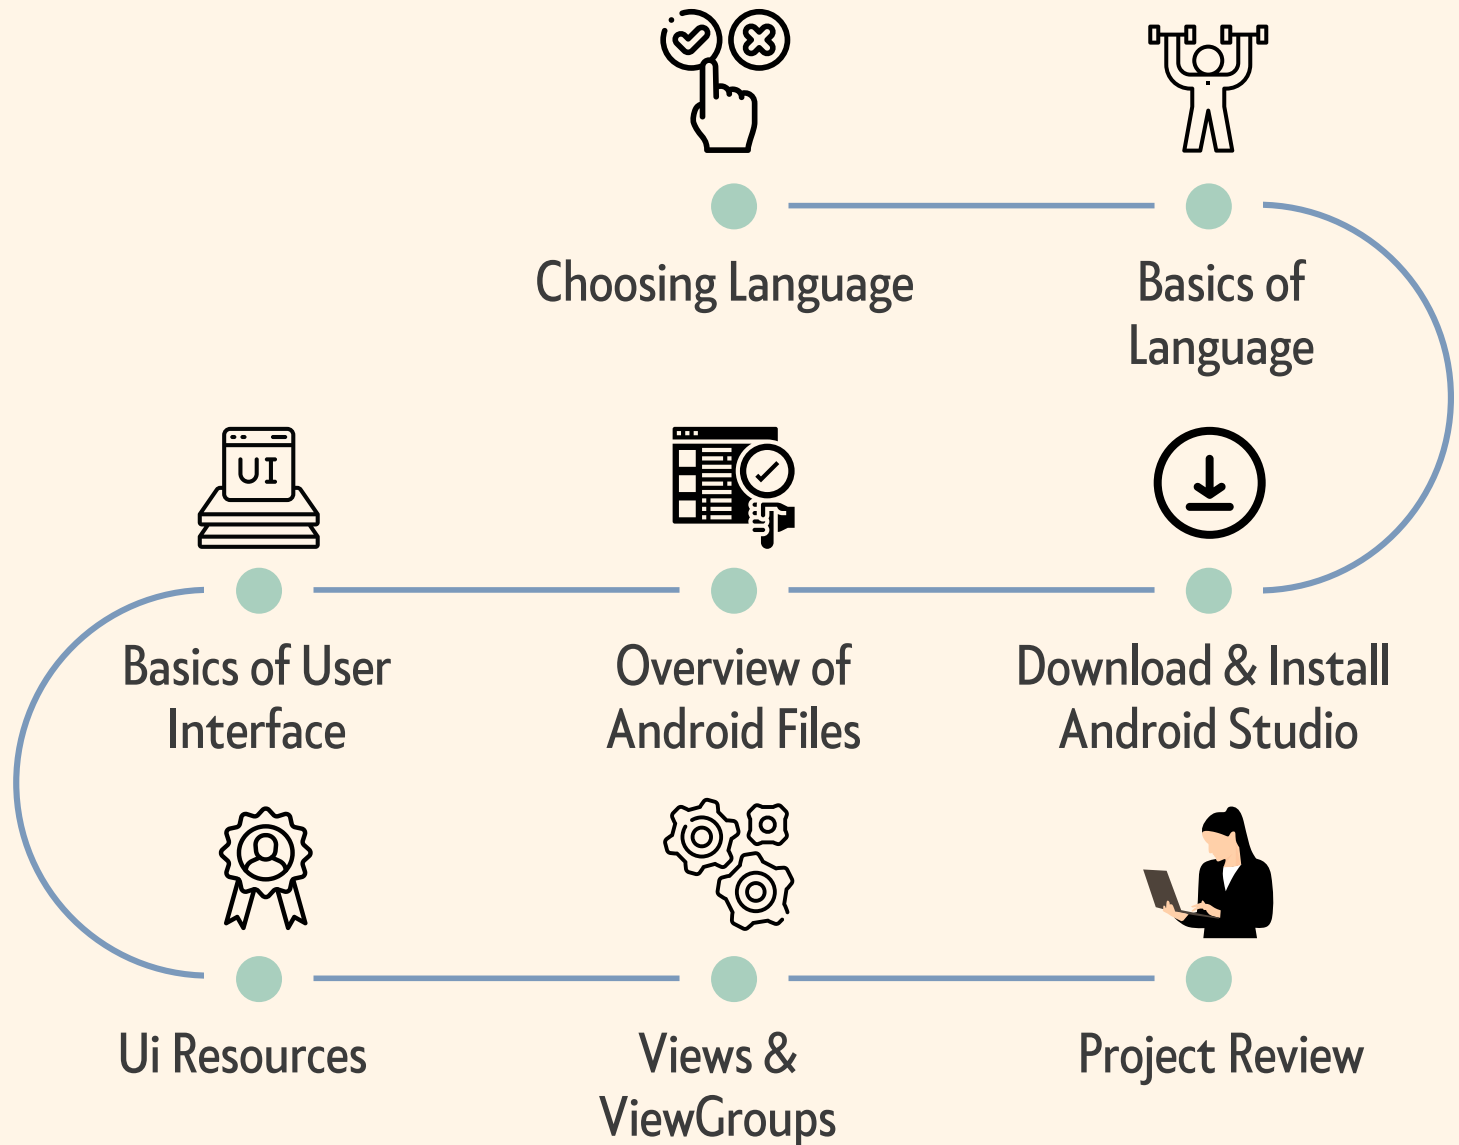 Choosing Language
Basics of
Language
UI
Basics of User
Interface
Overview of
Android Files
Download & Install
Android Studio
Ui Resources
Views &
ViewGroups
Project Review